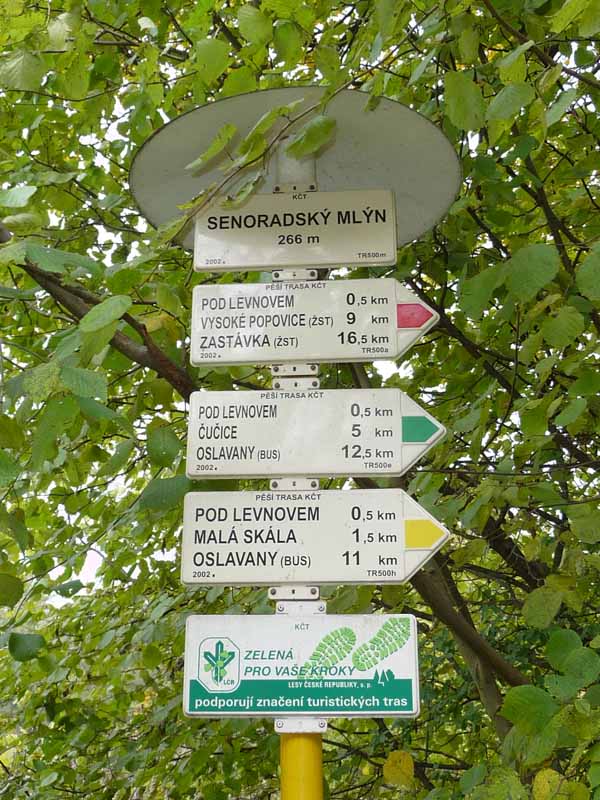 KČT
SENORADSKÝ MLÝN
266 m
2002. TR500m
PĚŠÍ TRASA KČT
POD LEVNOVEM 0,5 km
VYSOKÉ POPOVICE (ŽST) 9 km
ZASTÁVKA (ŽST) 16,5 km
2002. TR500a
PĚŠÍ TRASA KČT
POD LEVNOVEM 0,5 km
ČUČICE 5 km
OSLAVANY (BUS) 12,5 km
2002. TR500e
PĚŠÍ TRASA KČT
POD LEVNOVEM 0,5 km
MALÁ SKÁLA 1,5 km
OSLAVANY (BUS) 11 km
2002. TR500h
KČT
ZELENÁ
PRO VAŠE KROKY
LČR LESY ČESKÉ REPUBLIKY, s. p.
podporují značení turistických tras